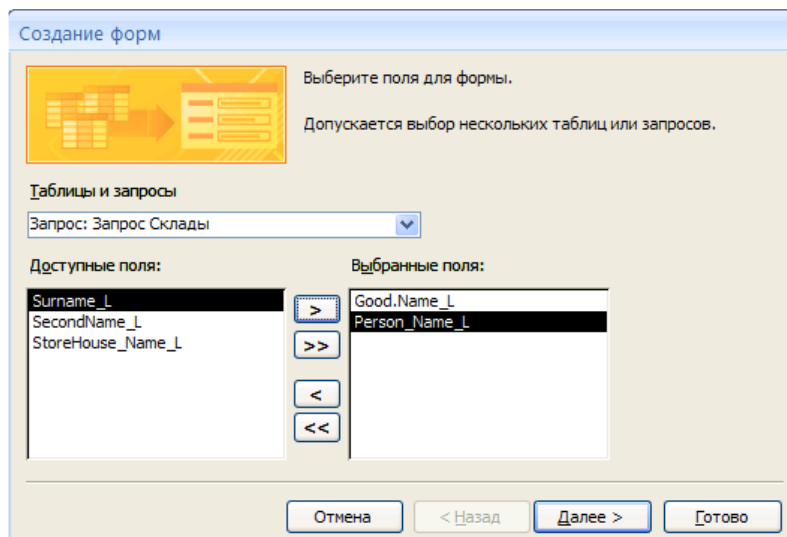 Создание форм
Выберите поля для формы.
Допускается выбор нескольких таблиц или запросов.
Таблицы и запросы
Запрос: Запрос Склады
Доступные поля:
Выбранные поля:
Surname_L
SecondName_L
StoreHouse_Name_L
>
>>
<
<<
Good.Name_L
Person_Name_L
Отмена
< Назад
Далее >
Готово